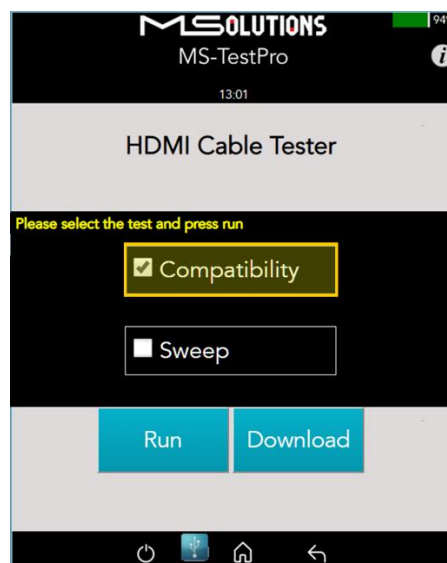 MSOLUTIONS
94%
MS-TestPro
13:01
HDMI Cable Tester
Please select the test and press run
Compatibility
Sweep
Run
Download